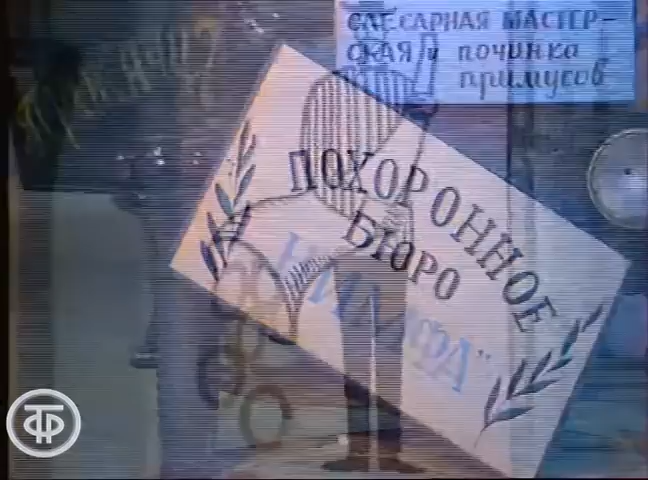 СЛЕСАРНАЯ МАСТЕР-
СКАЯ и починка
примусов
ПОХОРОННОЕ
БЮРО
"НИМФА"